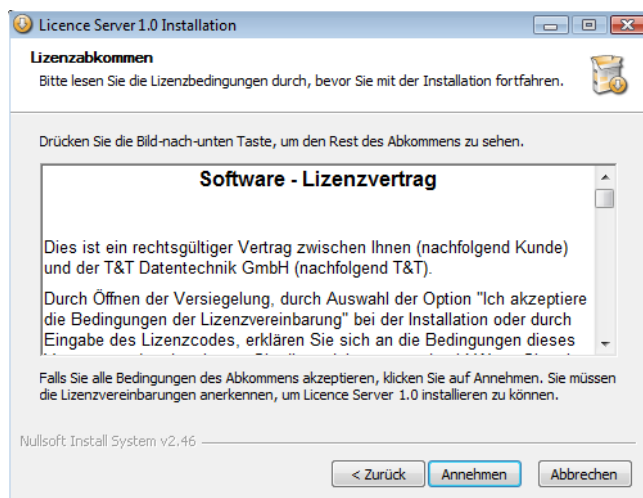 Licence Server 1.0 Installation
Lizenzabkommen
Bitte lesen Sie die Lizenzbedingungen durch, bevor Sie mit der Installation fortfahren.
Drücken Sie die Bild-nach-unten Taste, um den Rest des Abkommens zu sehen.
Software - Lizenzvertrag
Dies ist ein rechtsgültiger Vertrag zwischen Ihnen (nachfolgend Kunde)
und der T&T Datentechnik GmbH (nachfolgend T&T).
Durch Öffnen der Versiegelung, durch Auswahl der Option "Ich akzeptiere
die Bedingungen der Lizenzvereinbarung" bei der Installation oder durch
Eingabe des Lizenzcodes, erklären Sie sich an die Bedingungen dieses
Falls Sie alle Bedingungen des Abkommens akzeptieren, klicken Sie auf Annehmen. Sie müssen
die Lizenzvereinbarungen anerkennen, um Licence Server 1.0 installieren zu können.
Nullsoft Install System v2.46
< Zurück
Annehmen
Abbrechen